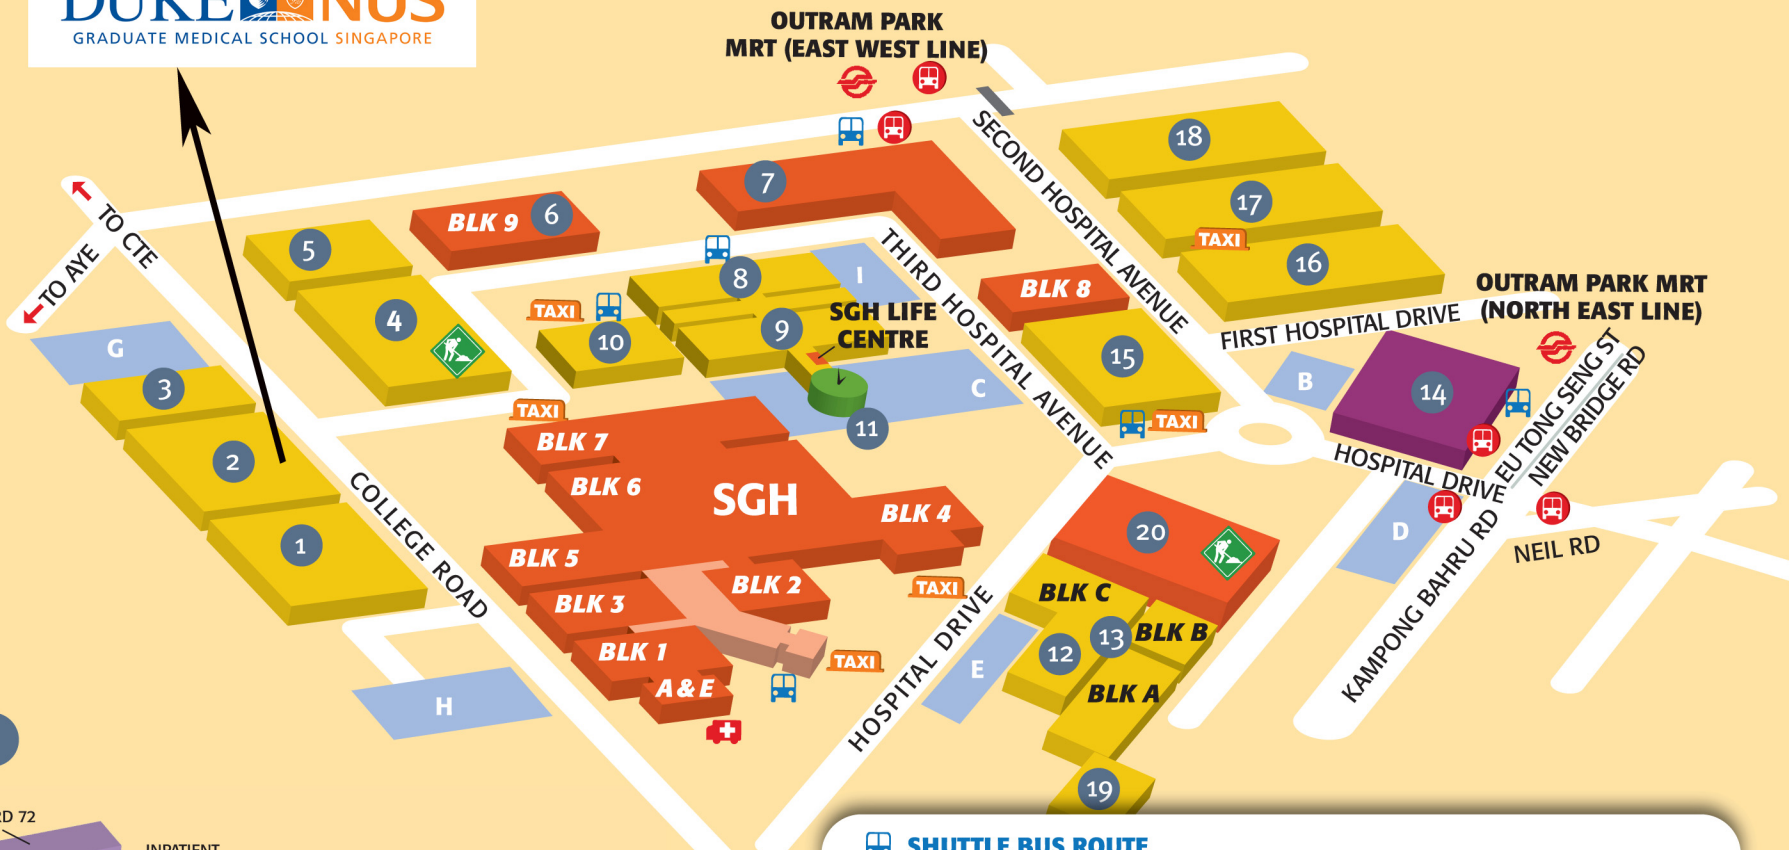 DUKE NUS
GRADUATE MEDICAL SCHOOL SINGAPORE
OUTRAM PARK
MRT (EAST WEST LINE)
18
SECOND HOSPITAL AVENUE
7
17
TO CTE
BLK 9
6
TAXI
5
TO AYE
THIRD HOSPITAL AVENUE
16
8
I
BLK 8
OUTRAM PARK MRT
(NORTH EAST LINE)
TAXI
SGH LIFE
CENTRE
FIRST HOSPITAL DRIVE
4
9
10
G
15
B
14
EU TONG SENG ST
NEW BRIDGE RD
3
C
TAXI
TAXI
11
BLK 7
2
HOSPITAL DRIVE
BLK 6
SGH
BLK 4
COLLEGE ROAD
20
D
1
BLK 5
NEIL RD
BLK 2
TAXI
BLK C
BLK 3
KAMPONG BAHRU RD
HOSPITAL DRIVE
13
BLK B
BLK 1
12
TAXI
E
A&E
BLK A
H
19
RD 72
SHUTTLE BUS ROUTE
INPATIENT